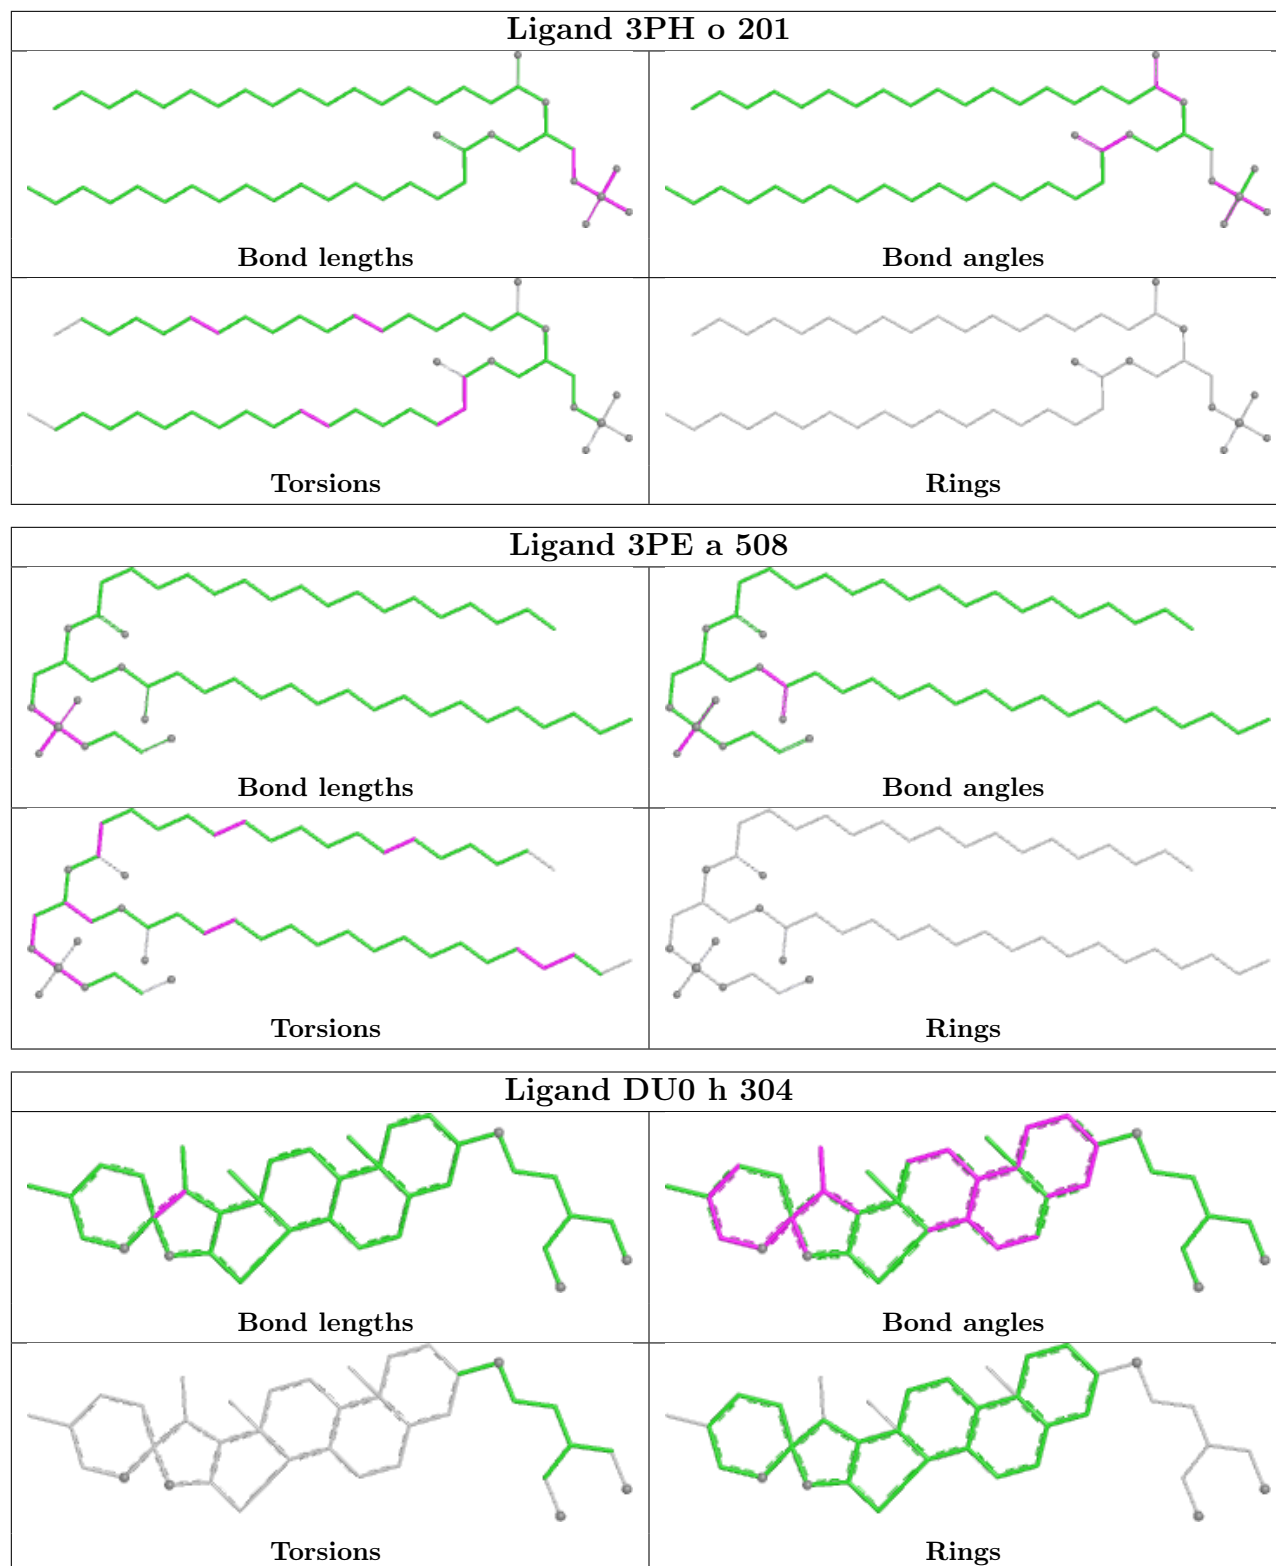 Ligand 3PH o 201
Bond lengths
Bond angles
Torsions
Rings
Ligand 3PE a 508
Bond lengths
Bond angles
Torsions
Rings
Ligand DU0 h 304
Bond lengths
Bond angles
Torsions
Rings